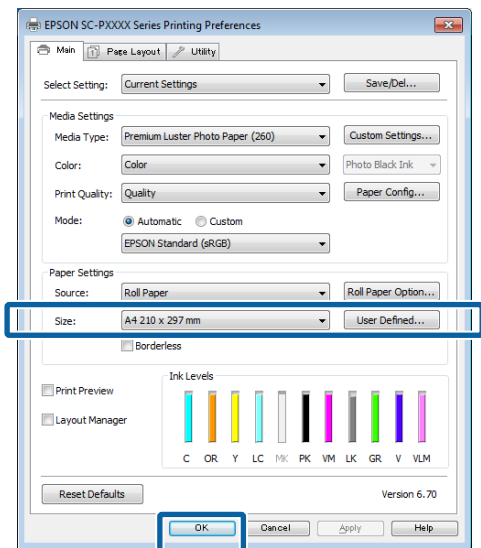 EPSON SC-PXXXX Series Printing Preferences
Main Page Layout Utility
Select Setting: Current Settings Save/Del...
Media Settings
Media Type: Premium Luster Photo Paper (260) Custom Settings...
Color: Color Photo Black Ink
Print Quality: Quality Paper Config...
Mode: Automatic Custom
EPSON Standard (sRGB)
Paper Settings
Source: Roll Paper Roll Paper Option...
Size: A4 210 x 297 mm User Defined...
Borderless
Ink Levels
Print Preview
Layout Manager
C OR Y LC MK PK VM LK GR V VLM
Reset Defaults Version 6.70
OK Cancel Apply Help